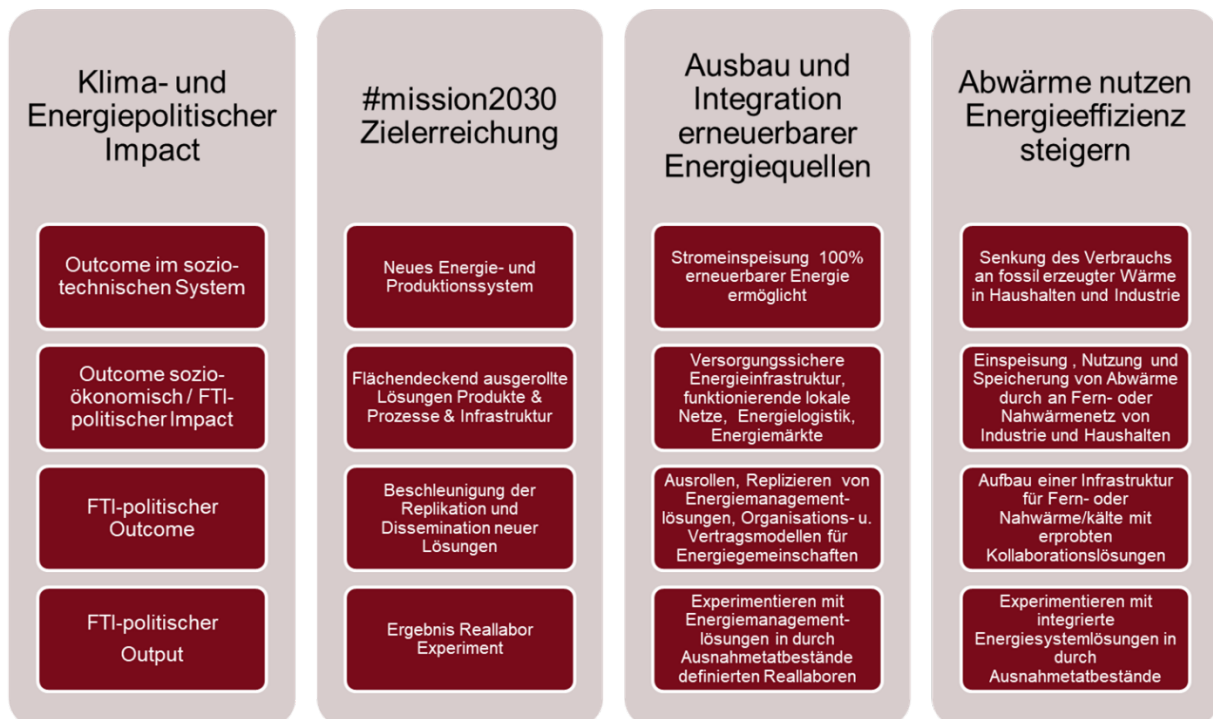 Klima- und
Energiepolitischer
Impact
Outcome im sozio-
technischen System
Outcome sozio-
ökonomisch / FTI-
politischer Impact
FTI-politischer
Outcome
FTI-politischer
Output
#mission2030
Zielerreichung
Neues Energie- und
Produktionssystem
Flächendeckend ausgerollte
Lösungen Produkte &
Prozesse & Infrastruktur
Beschleunigung der
Replikation und
Dissemination neuer
Lösungen
Ergebnis Reallabor
Experiment
Ausbau und
Integration
erneuerbarer
Energiequellen
Stromeinspeisung 100%
erneuerbarer Energie
ermöglicht
Versorgungssichere
Energieinfrastruktur,
funktionierende lokale
Netze, Energielogistik,
Energiemärkte
Ausrollen, Replizieren von
Energiemanagement-
lösungen, Organisations- u.
Vertragsmodellen für
Energiegemeinschaften
Experimentieren mit
Energiemanagement-
lösungen in durch
Ausnahmetatbestände
definierten Reallaboren
Abwärme nutzen
Energieeffizienz
steigern
Senkung des Verbrauchs
an fossil erzeugter Wärme
in Haushalten und Industrie
Einspeisung , Nutzung und
Speicherung von Abwärme
durch an Fern- oder
Nahwärmenetz von
Industrie und Haushalten
Aufbau einer Infrastruktur
für Fern- oder
Nahwärme/kälte mit
erprobten
Kollaborationslösungen
Experimentieren mit
integrierte
Energiesystemlösungen in
durch
Ausnahmetatbestände